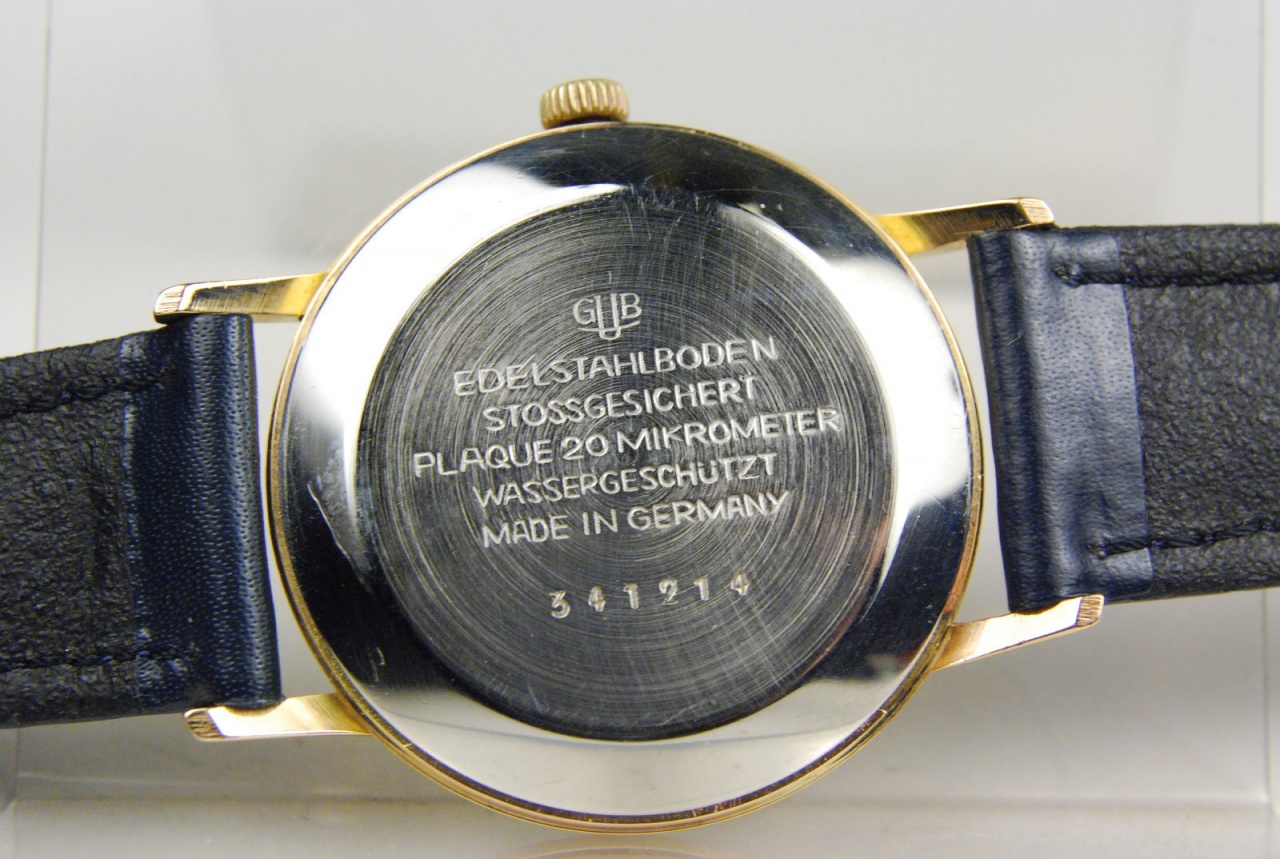 GUB
EDELSTAHLBODEN
STOSSGESICHERT
PLAQUE 20 MIKROMETER
WASSERGESCHÜTZT
MADE IN GERMANY
341214